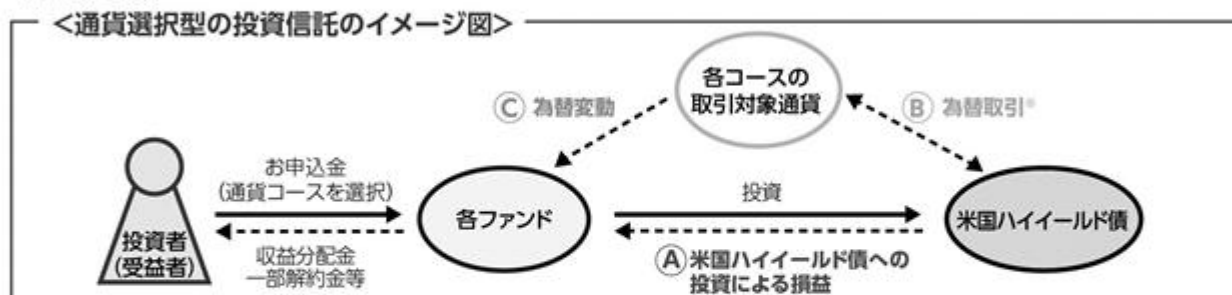 <通貨選択型の投資信託のイメージ図>
各コースの
取引対象通貨
Ⓒ 為替変動
Ⓑ 為替取引※
お申込金
(通貨コースを選択)
投資者
(受益者)
収益分配金
一部解約金等
各ファンド
投資
Ⓐ米国ハイイールド債への
投資による損益
米国ハイイールド債